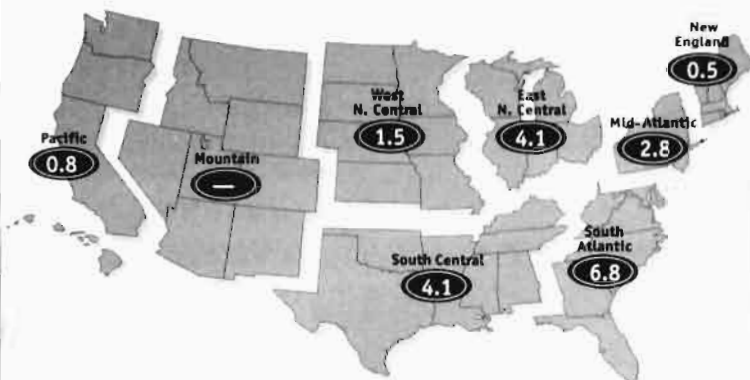 New
England
0.5
West
N. Central
1.5
East
N. Central
4.1
Mid-Atlantic
2.8
Pacific
0.8
Mountain
—
South Central
4.1
South
Atlantic
6.8